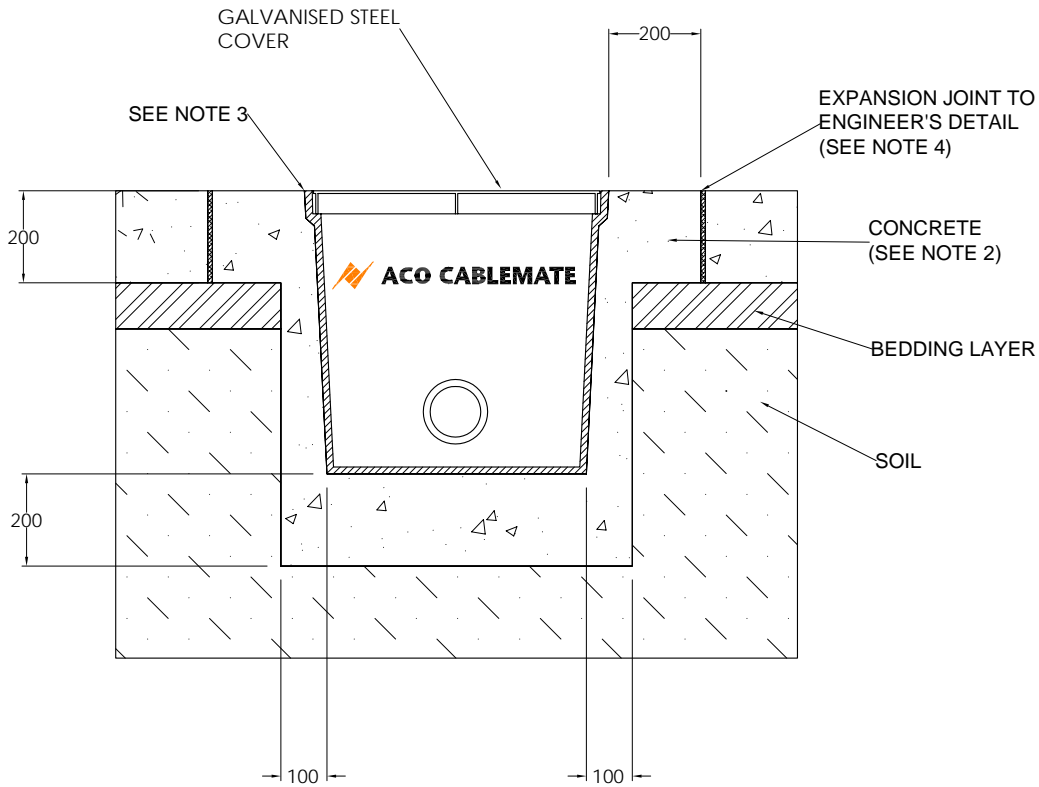 GALVANISED STEEL
COVER
200
SEE NOTE 3
EXPANSION JOINT TO
ENGINEER'S DETAIL
(SEE NOTE 4)
200
CONCRETE
(SEE NOTE 2)
ACO CABLEMATE
BEDDING LAYER
SOIL
200
100
100